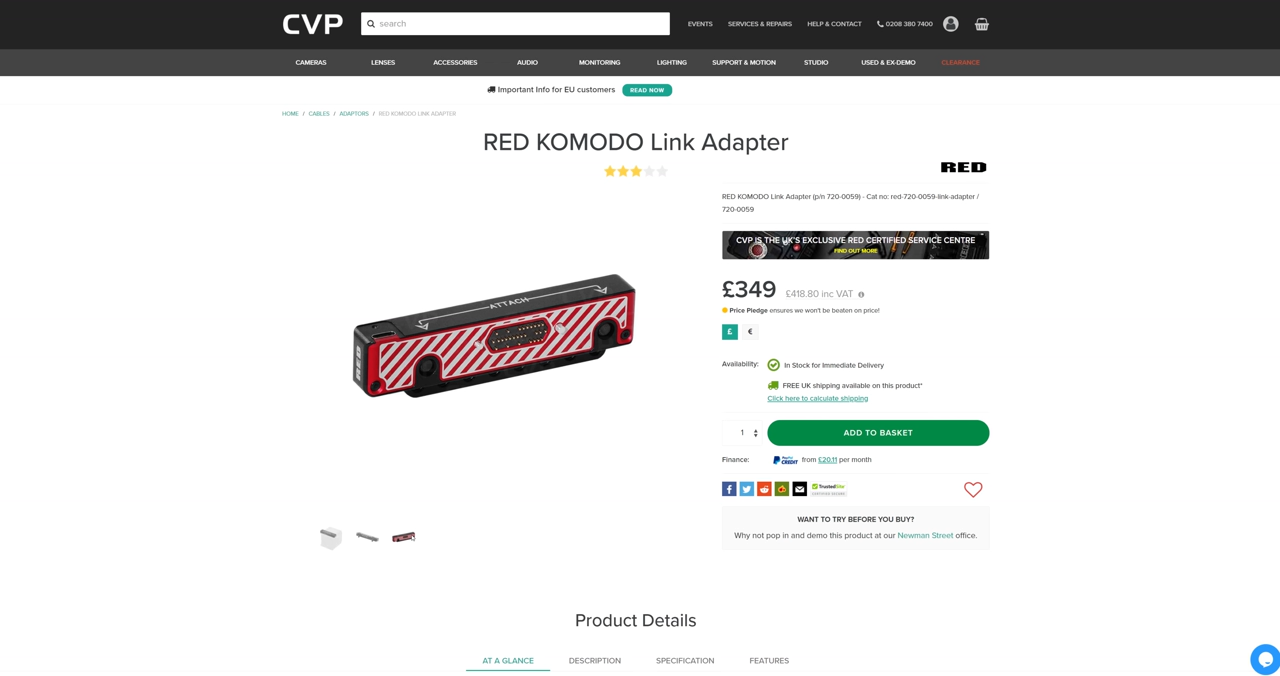 CVP
search
EVENTS
SERVICES & REPAIRS
HELP & CONTACT
0208 380 7400
CAMERAS
LENSES
ACCESSORIES
AUDIO
MONITORING
LIGHTING
SUPPORT & MOTION
STUDIO
USED & EX-DEMO
CLEARANCE
Important Info for EU customers
READ NOW
HOME / CABLES / ADAPTORS / RED KOMODO LINK ADAPTER
RED KOMODO Link Adapter
RED
RED KOMODO Link Adapter (p/n 720-0059) - Cat no: red-720-0059-link-adapter /
720-0059
CVP IS THE UK'S EXCLUSIVE RED CERTIFIED SERVICE CENTRE
FIND OUT MORE
£349 £418.80 inc VAT
Price Pledge ensures we won't be beaten on price!
£ €
Availability: In Stock for Immediate Delivery
FREE UK shipping available on this product*
Click here to calculate shipping
1
ADD TO BASKET
Finance: PayPal CREDIT from £20.11 per month
TrustedSite
CERTIFIED SECURE
WANT TO TRY BEFORE YOU BUY?
Why not pop in and demo this product at our Newman Street office.
ATTACH
RED
Product Details
AT A GLANCE
DESCRIPTION
SPECIFICATION
FEATURES